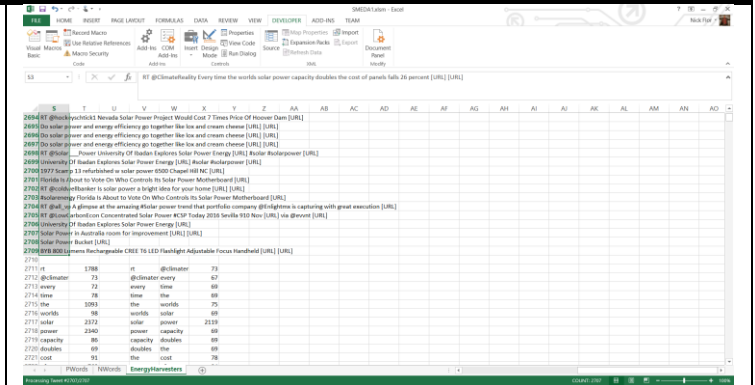 SMEDA1.xlsm - Excel
FILE HOME INSERT PAGE LAYOUT FORMULAS DATA REVIEW VIEW DEVELOPER ADD-INS TEAM
Visual Basic Macros Record Macro Use Relative References Macro Security
Add-Ins COM Add-Ins Insert Design Mode Properties View Code Run Dialog
Source Map Properties Expansion Packs Refresh Data Import Export Document Panel
Code Add-Ins Controls XML Modify
S3 RT @ClimateReality Every time the worlds solar power capacity doubles the cost of panels falls 26 percent [URL] [URL]
S T U V W X Y Z AA AB AC AD AE AF AG AH AI AJ AK AL AM AN AO
2694 RT @hockeyschtick1 Nevada Solar Power Project Would Cost 7 Times Price Of Hoover Dam [URL]
2695 Do solar power and energy efficiency go together like lox and cream cheese [URL] [URL]
2696 Do solar power and energy efficiency go together like lox and cream cheese [URL] [URL]
2697 Do solar power and energy efficiency go together like lox and cream cheese [URL] [URL]
2698 RT @Solar___Power University Of Ibadan Explores Solar Power Energy [URL] #solar #solarpower [URL]
2699 University Of Ibadan Explores Solar Power Energy [URL] #solar #solarpower [URL]
2700 1977 Scamp 13 refurbished w solar power 6500 Chapel Hill NC [URL]
2701 Florida Is About to Vote On Who Controls Its Solar Power Motherboard [URL]
2702 RT @coldwellbanker Is solar power a bright idea for your home [URL] [URL]
2703 #solarenergy Florida Is About to Vote On Who Controls Its Solar Power Motherboard [URL]
2704 RT @all_vp A glimpse at the amazing #Solar power trend that portfolio company @Enlightme is capturing with great execution [URL]
2705 RT @LowCarbonEcon Concentrated Solar Power #CSP Today 2016 Sevilla 910 Nov [URL] via @evvnt [URL]
2706 University Of Ibadan Explores Solar Power Energy [URL]
2707 Solar Power in Australia room for improvement [URL] [URL]
2708 Solar Power Bucket [URL]
2709 BYB 800 Lumens Rechargeable CREE T6 LED Flashlight Adjustable Focus Handheld [URL] [URL]
2710
2711 rt 1788 rt @climater 73
2712 @climater 73 @climater every 67
2713 every 72 every time 69
2714 time 78 time the 69
2715 the 1093 the worlds 75
2716 worlds 98 worlds solar 69
2717 solar 2372 solar power 2119
2718 power 2340 power capacity 69
2719 capacity 86 capacity doubles 69
2720 doubles 69 doubles the 69
2721 cost 91 the cost 78
PWords NWords EnergyHarvesters
Processing Tweet #2707/2707 COUNT: 2707 100%